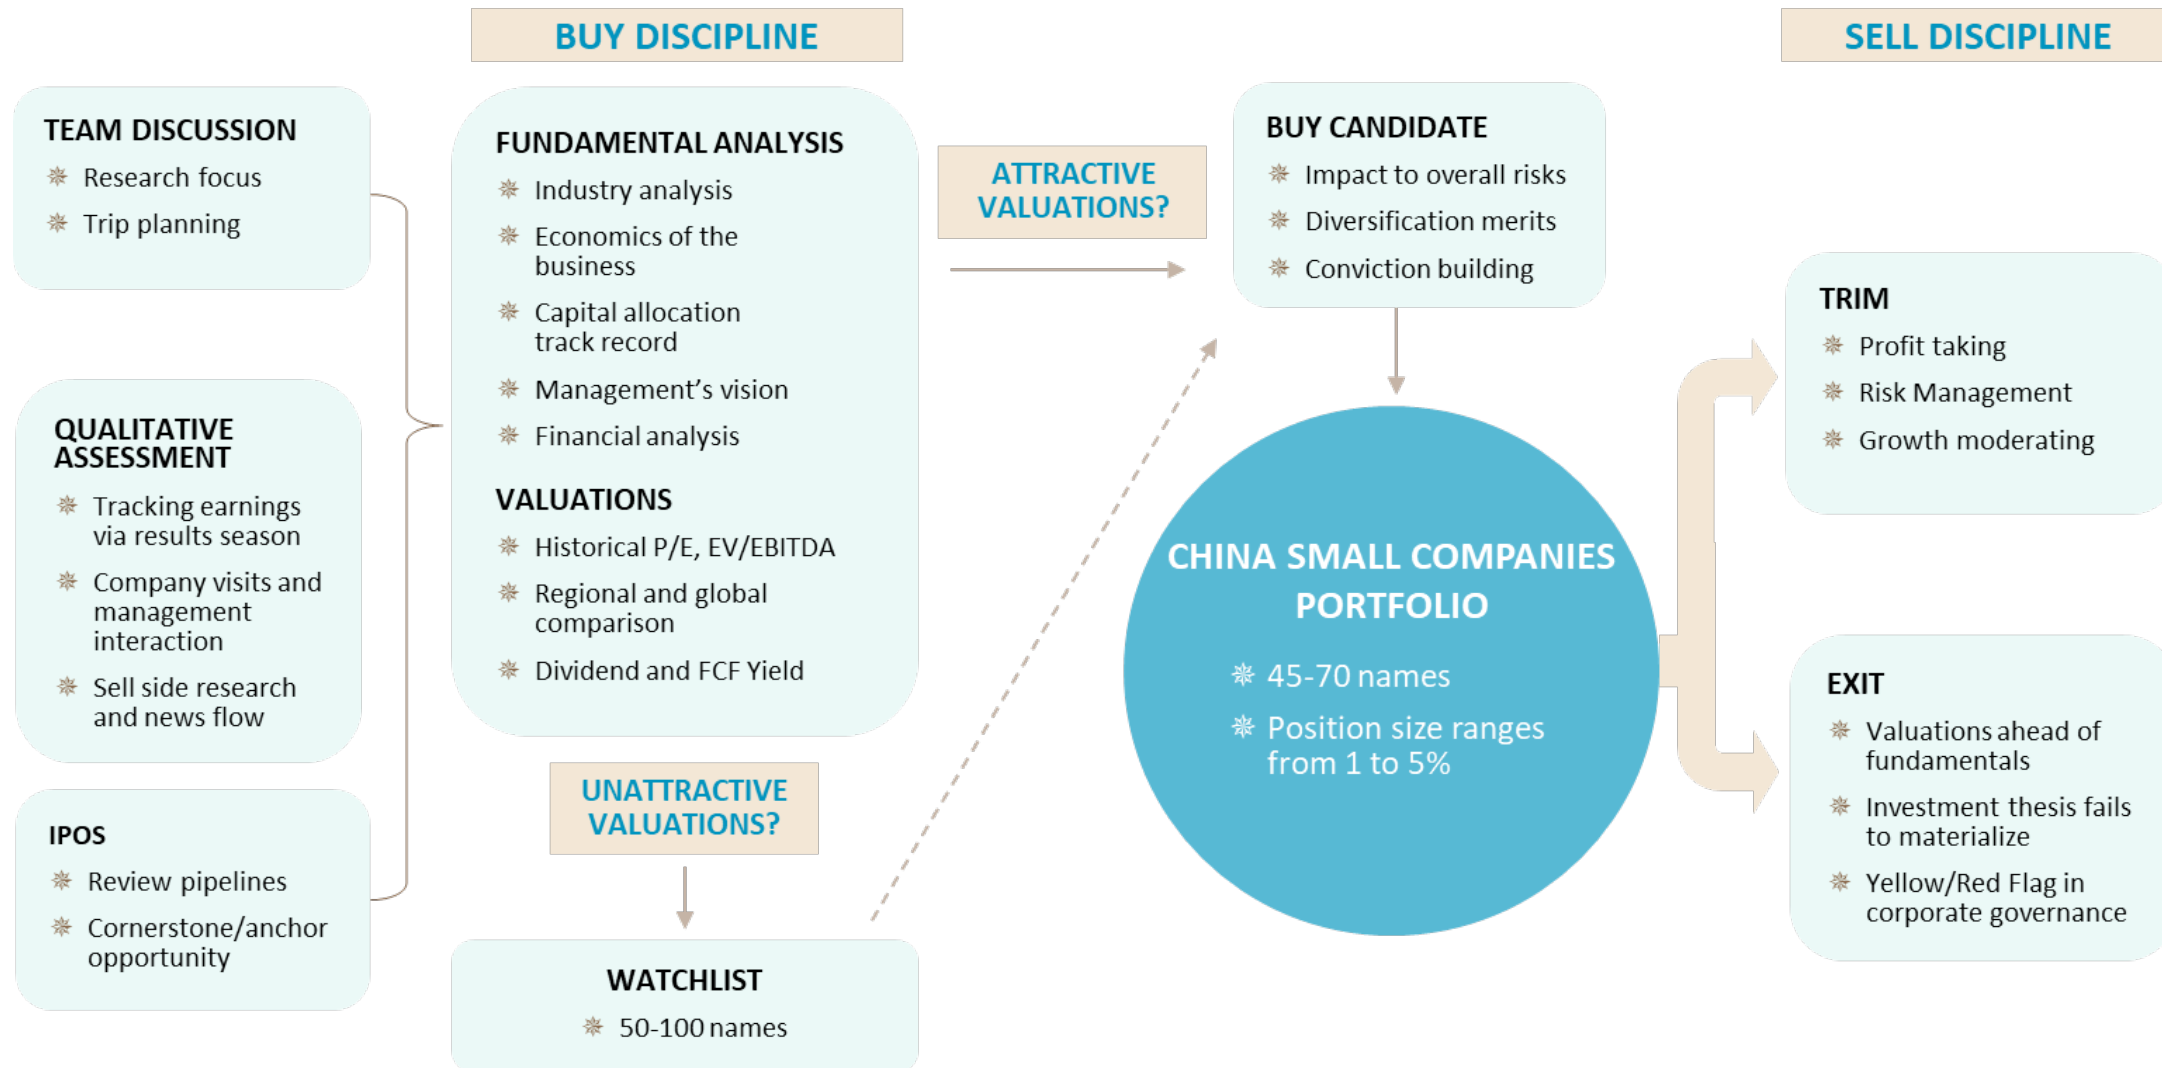 BUY DISCIPLINE
SELL DISCIPLINE
TEAM DISCUSSION
Research focus
Trip planning
QUALITATIVE
ASSESSMENT
Tracking earnings
via results season
Company visits and
management
interaction
Sell side research
and news flow
IPOS
Review pipelines
Cornerstone/anchor
opportunity
FUNDAMENTAL ANALYSIS
Industry analysis
Economics of the
business
Capital allocation
track record
Management’s vision
Financial analysis
VALUATIONS
Historical P/E, EV/EBITDA
Regional and global
comparison
Dividend and FCF Yield
UNATTRACTIVE
VALUATIONS?
WATCHLIST
50-100 names
ATTRACTIVE
VALUATIONS?
BUY CANDIDATE
Impact to overall risks
Diversification merits
Conviction building
CHINA SMALL COMPANIES
PORTFOLIO
45-70 names
Position size ranges
from 1 to 5%
TRIM
Profit taking
Risk Management
Growth moderating
EXIT
Valuations ahead of
fundamentals
Investment thesis fails
to materialize
Yellow/Red Flag in
corporate governance